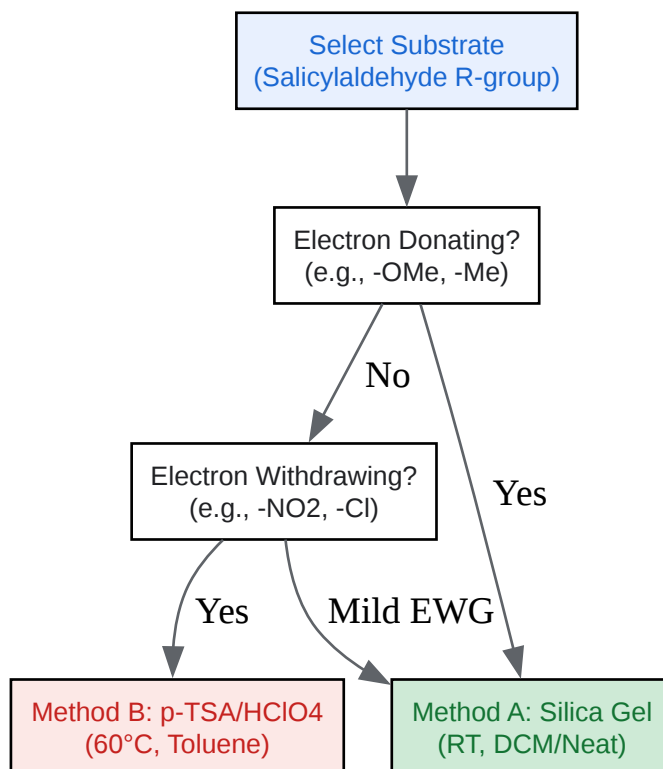 Select Substrate
(Salicylaldehyde R-group)
Electron Donating?
(e.g., -OMe, -Me)
No
Electron Withdrawing?
(e.g., -NO2, -Cl)
Yes
Yes
Mild EWG
Method B: p-TSA/HClO4
(60°C, Toluene)
Method A: Silica Gel
(RT, DCM/Neat)